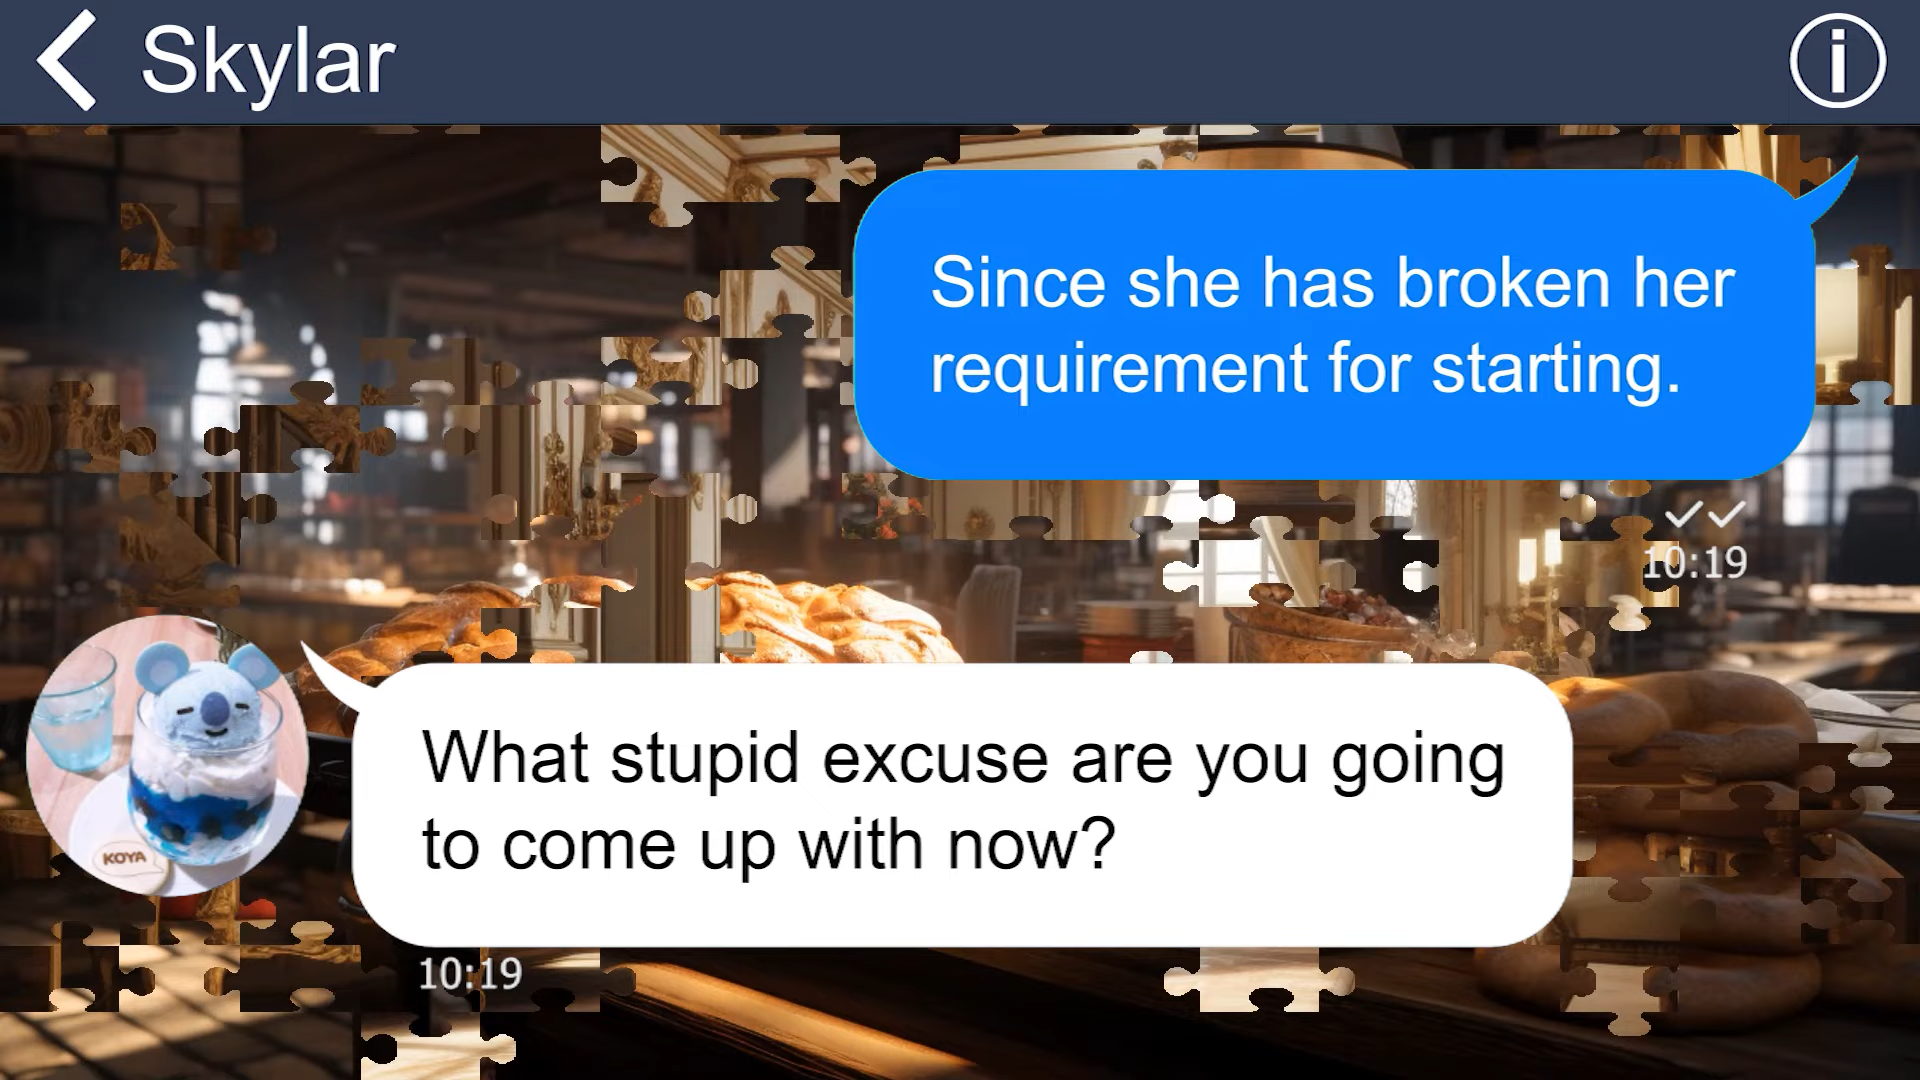 Skylar
Since she has broken her
requirement for starting.
10:19
What stupid excuse are you going
to come up with now?
KOYA
10:19